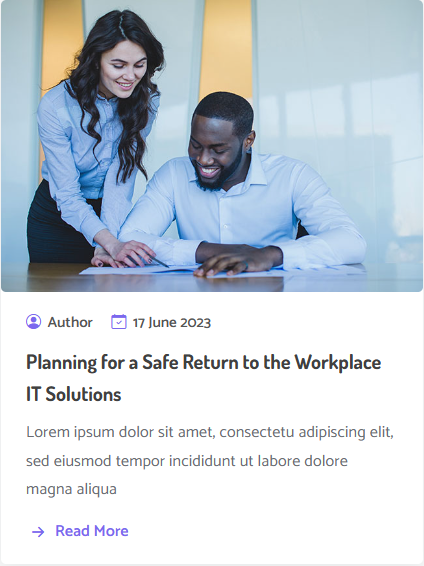 Author 17 June 2023
Planning for a Safe Return to the Workplace
IT Solutions
Lorem ipsum dolor sit amet, consectetu adipiscing elit,
sed eiusmod tempor incididunt ut labore dolore
magna aliqua
Read More